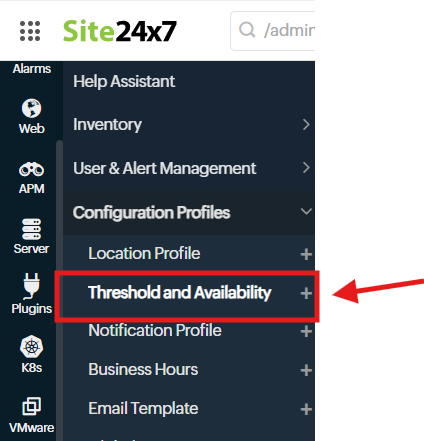 Site24x7
/admin
Alarms
Help Assistant
Web
Inventory
APM
User & Alert Management
Configuration Profiles
Server
Location Profile
Plugins
Threshold and Availability
Notification Profile
K8s
Business Hours
VMware
Email Template